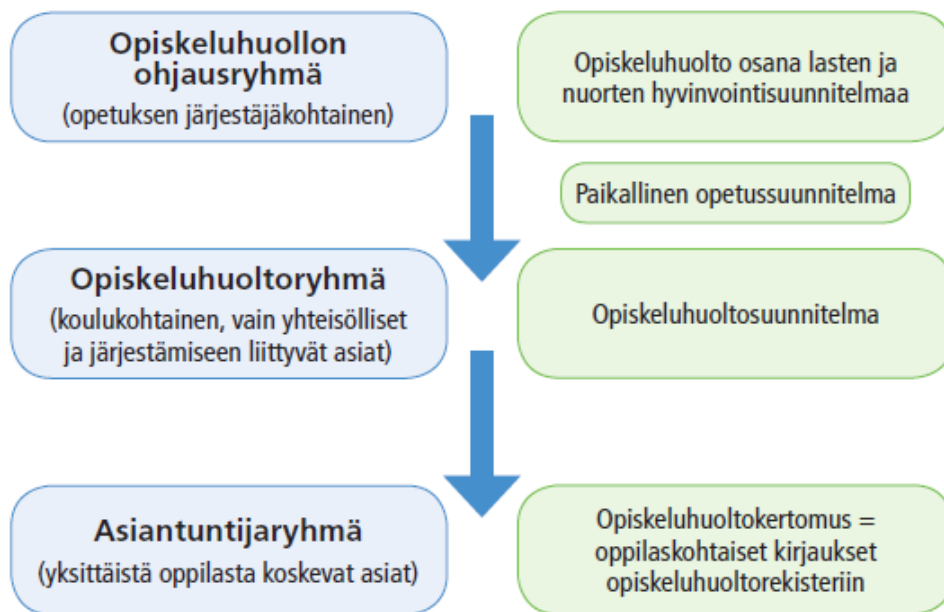 Opiskeluhuollon
ohjausryhmä
(opetuksen järjestäjäkohtainen)
Opiskeluhuolto osana lasten ja
nuorten hyvinvointisuunnitelmaa
Paikallinen opetussuunnitelma
Opiskeluhuoltoryhmä
(koulukohtainen, vain yhteisölliset
ja järjestämiseen liittyvät asiat)
Opiskeluhuoltosuunnitelma
Asiantuntijaryhmä
(yksittäistä oppilasta koskevat asiat)
Opiskeluhuoltokertomus =
oppilaskohtaiset kirjaukset
opiskeluhuoltorekisteriin